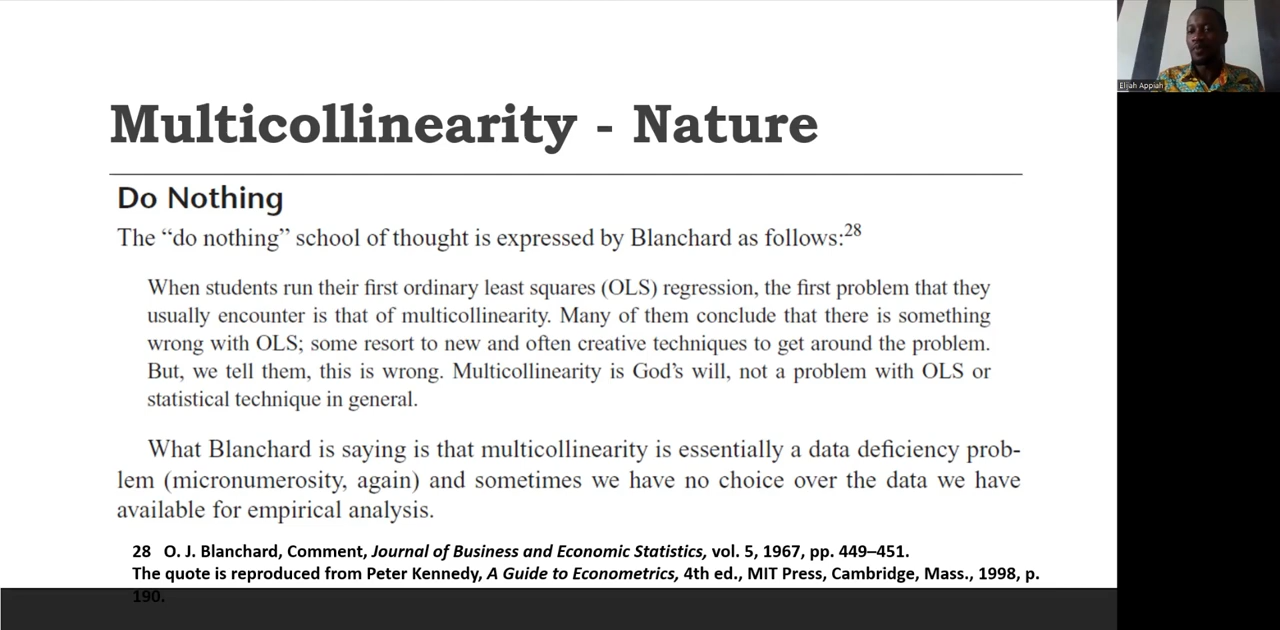 Elijah Appiah
Multicollinearity - Nature
Do Nothing
The “do nothing” school of thought is expressed by Blanchard as follows:28
When students run their first ordinary least squares (OLS) regression, the first problem that they
usually encounter is that of multicollinearity. Many of them conclude that there is something
wrong with OLS; some resort to new and often creative techniques to get around the problem.
But, we tell them, this is wrong. Multicollinearity is God’s will, not a problem with OLS or
statistical technique in general.
What Blanchard is saying is that multicollinearity is essentially a data deficiency prob-
lem (micronumerosity, again) and sometimes we have no choice over the data we have
available for empirical analysis.
28 O. J. Blanchard, Comment, Journal of Business and Economic Statistics, vol. 5, 1967, pp. 449–451.
The quote is reproduced from Peter Kennedy, A Guide to Econometrics, 4th ed., MIT Press, Cambridge, Mass., 1998, p.
190.